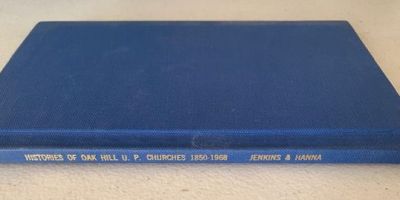 HISTORIES OF OAK HILL U. P. CHURCHES 1850-1968 JENKINS & HANNA